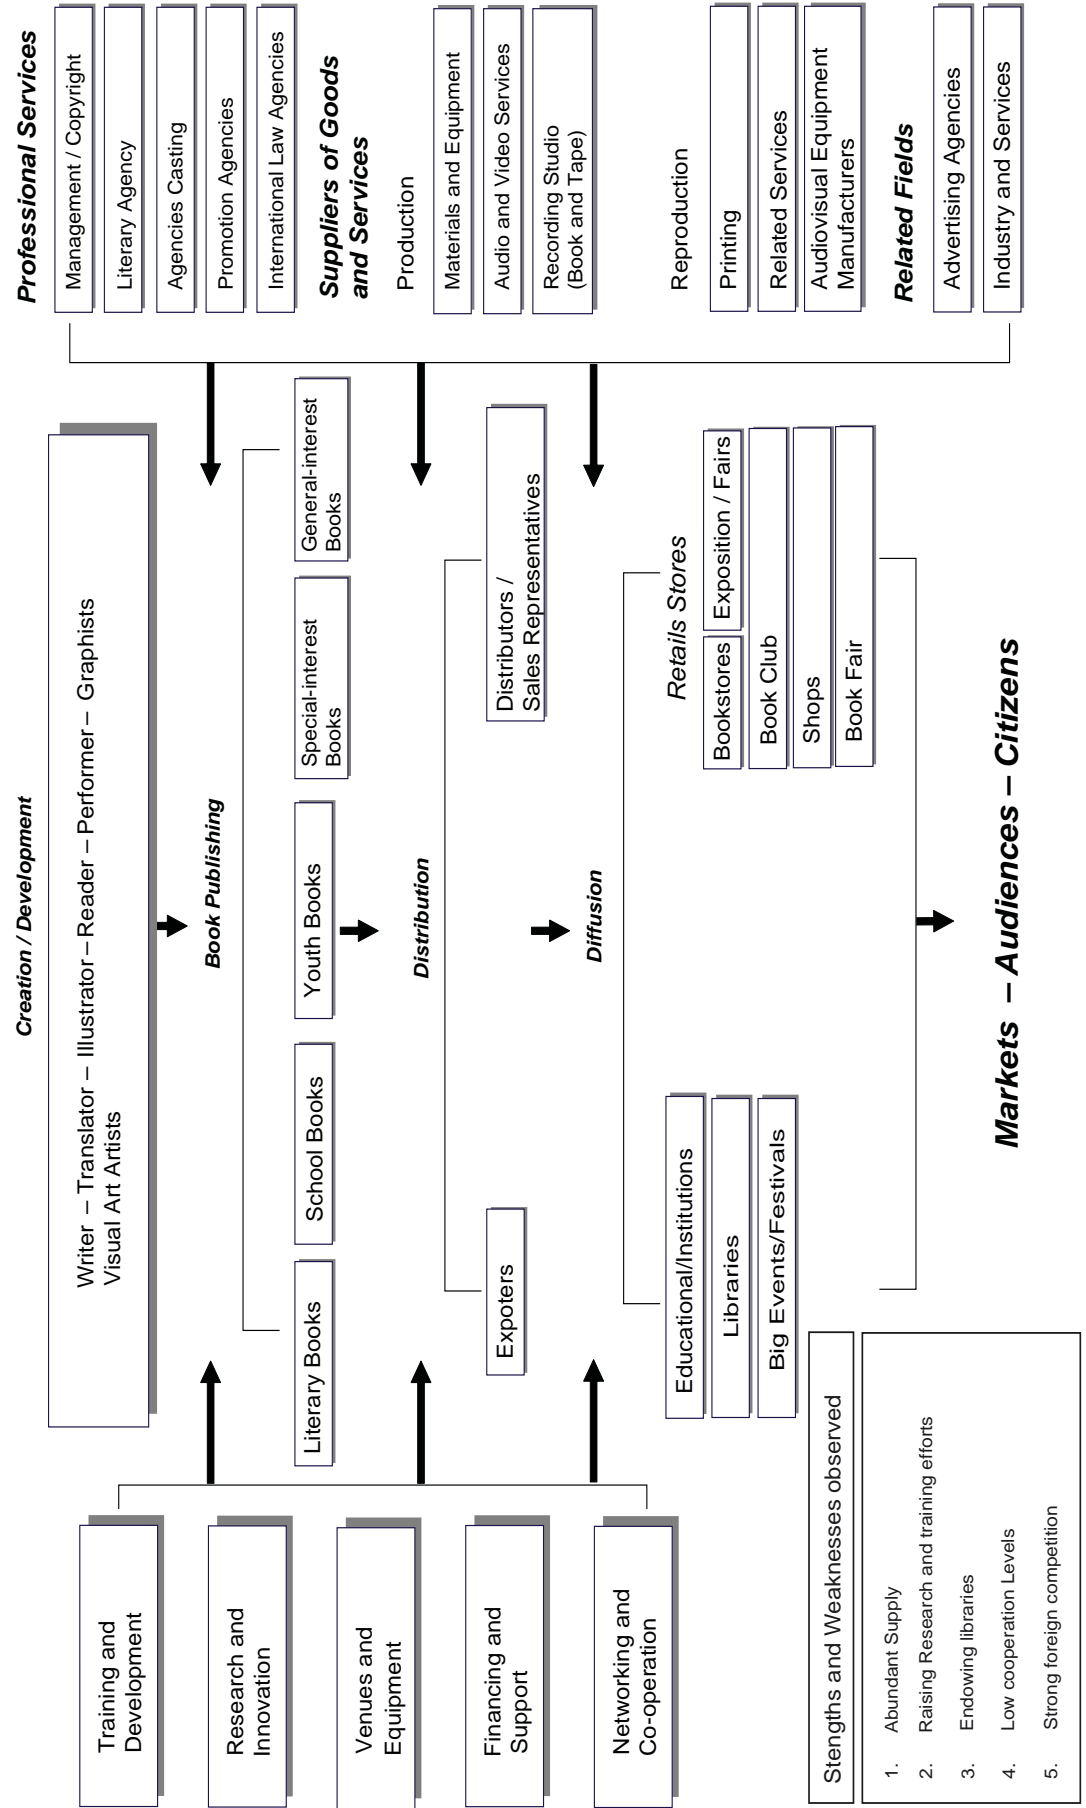 Training and
Development
Research and
Innovation
Venues and
Equipment
Financing and
Support
Networking and
Co-operation
Creation / Development
Writer – Translator – Illustrator – Reader – Performer – Graphists
Visual Art Artists
Book Publishing
Literary Books
School Books
Youth Books
Special-interest
Books
General-interest
Books
Distribution
Expoters
Distributors /
Sales Representatives
Diffusion
Educational/Institutions
Libraries
Big Events/Festivals
Retails Stores
Bookstores
Exposition / Fairs
Book Club
Shops
Book Fair
Markets – Audiences – Citizens
Professional Services
Management / Copyright
Literary Agency
Agencies Casting
Promotion Agencies
International Law Agencies
Suppliers of Goods
and Services
Production
Materials and Equipment
Audio and Video Services
Recording Studio
(Book and Tape)
Reproduction
Printing
Related Services
Audiovisual Equipment
Manufacturers
Related Fields
Advertising Agencies
Industry and Services
Stengths and Weaknesses observed
1. Abundant Supply
2. Raising Research and training efforts
3. Endowing libraries
4. Low cooperation Levels
5. Strong foreign competition